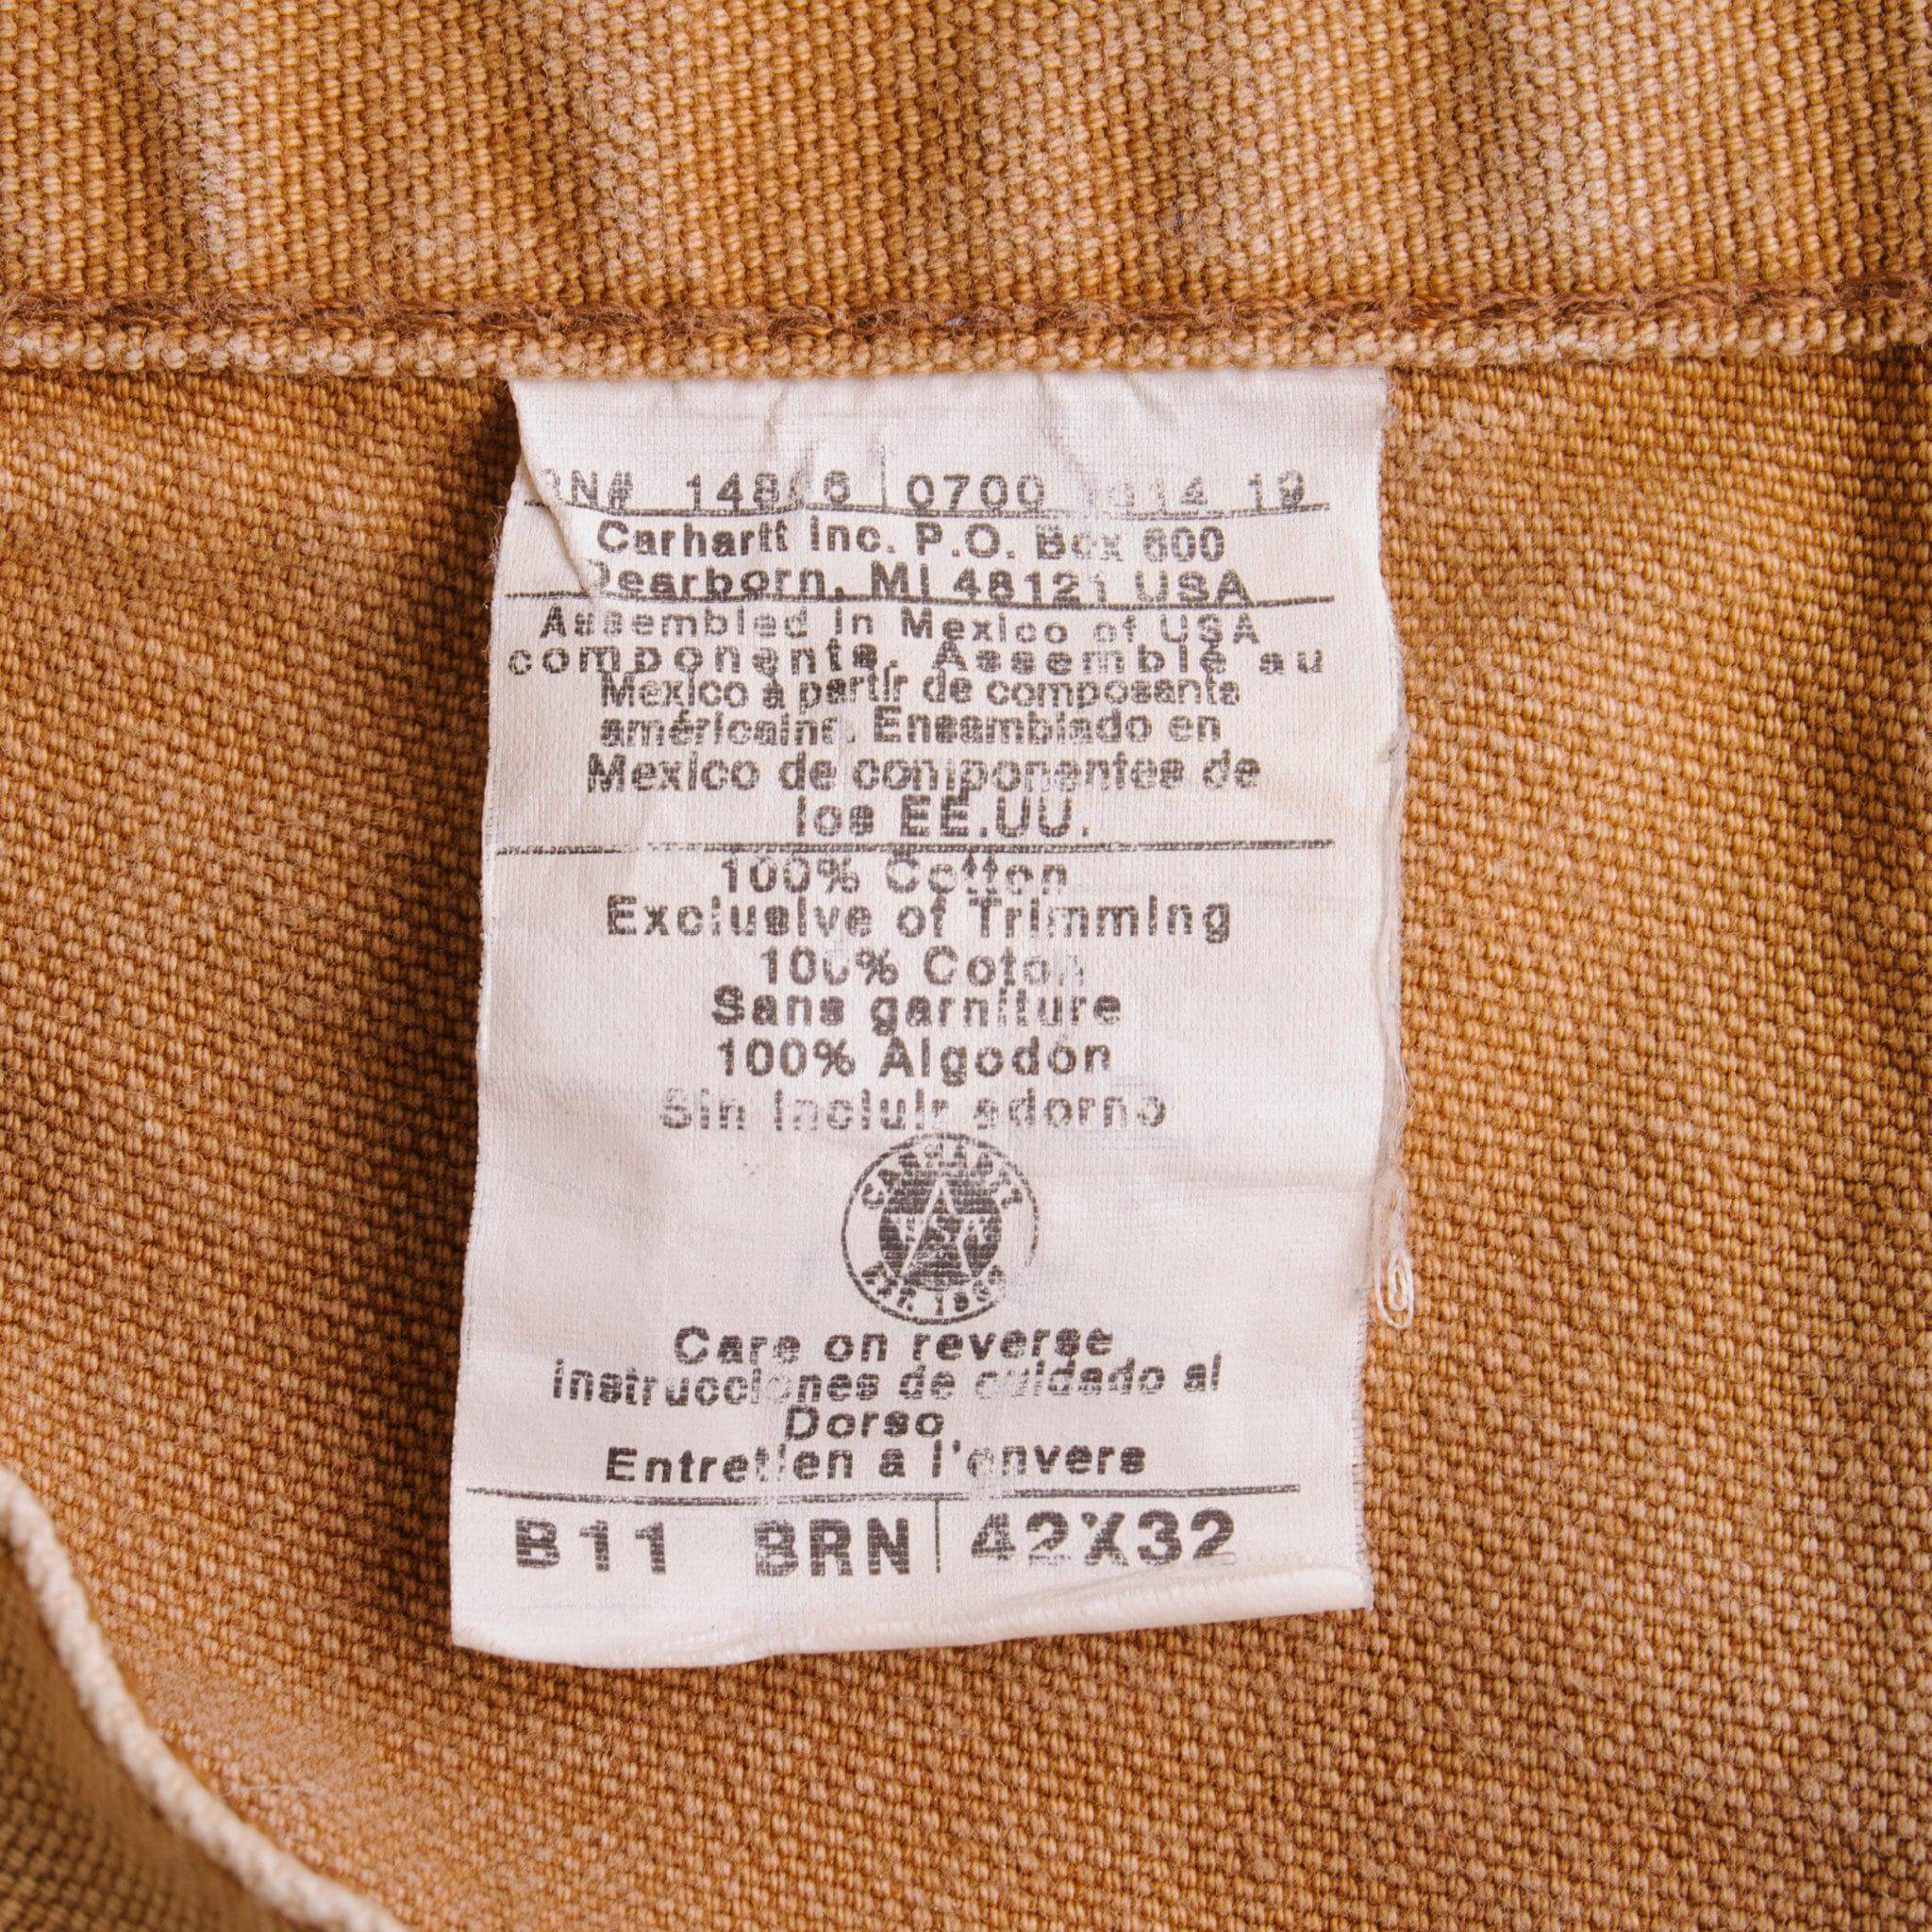 0700
Carhartt Inc. P.O. Box 600
Dearborn, MI 48121 USA
Assembled in Mexico of USA
components. Assemblé au
Mexico à partir de composants
américains. Ensamblado en
Mexico de componentes de
los EE.UU.
100% Cotton
Exclusive of Trimming
100% Coton
Sans garniture
100% Algodón
Sin incluir adorno
CARHARTT
Care on reverse
instrucciones de cuidado al
Dorso
Entretien a l'envers
B11 BRN 42X32